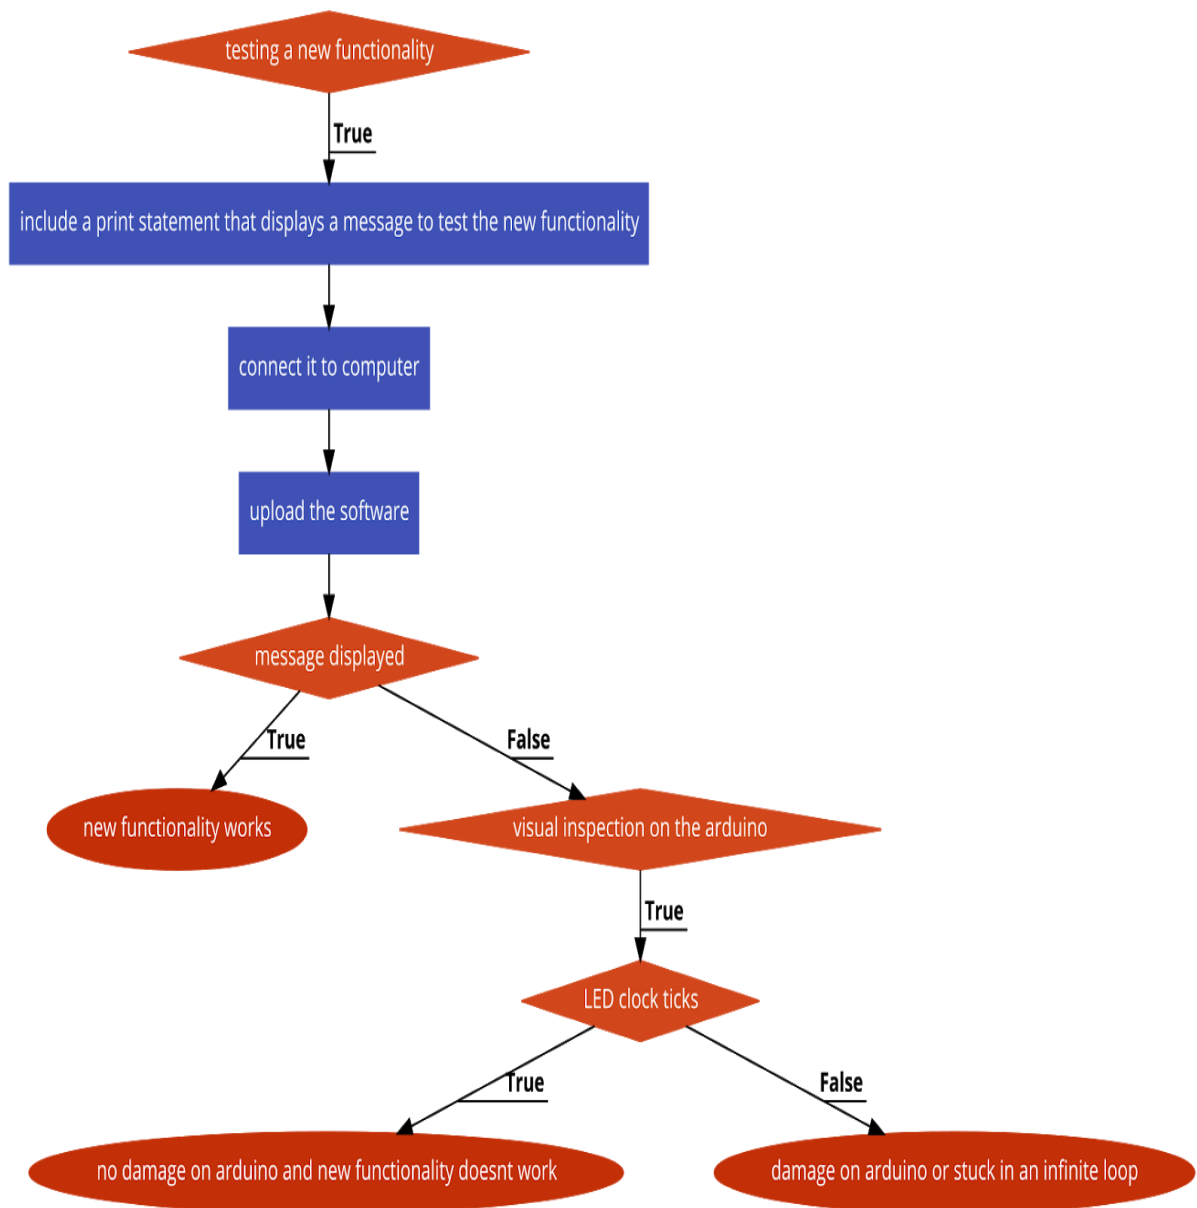 testing a new functionality
True
include a print statement that displays a message to test the new functionality
connect it to computer
upload the software
message displayed
True
False
new functionality works
visual inspection on the arduino
True
LED clock ticks
True
False
no damage on arduino and new functionality doesnt work
damage on arduino or stuck in an infinite loop